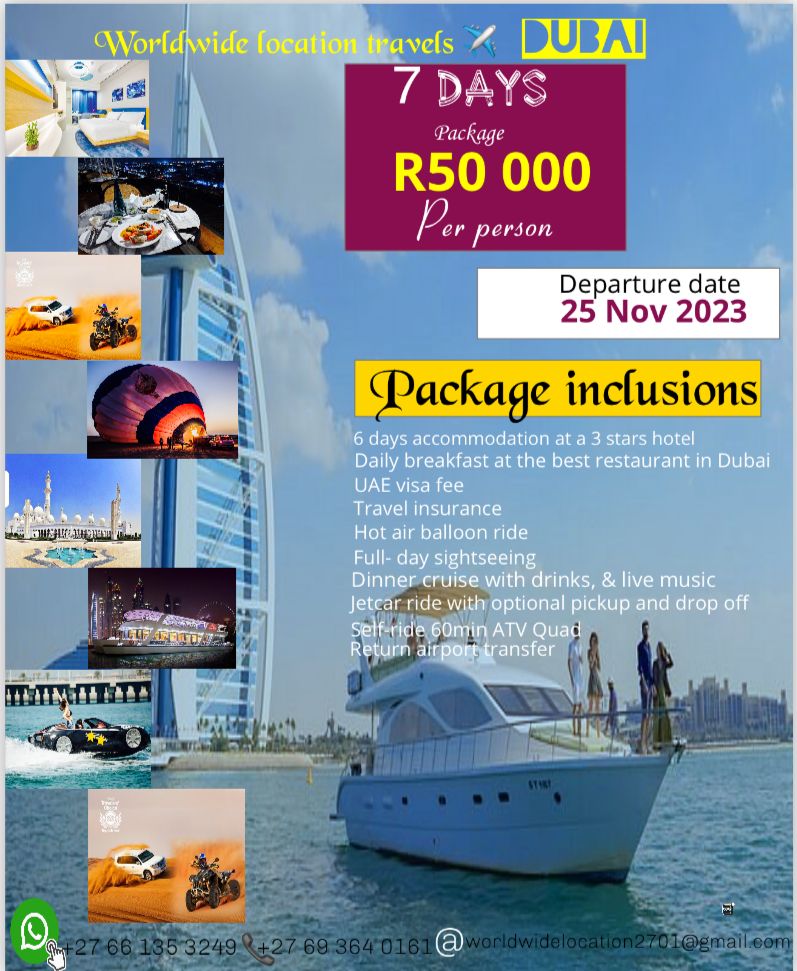 Worldwide location travels ✈️ DUBAI
7 DAYS
Package
R50 000
Per person
Departure date
25 Nov 2023
Package inclusions
6 days accommodation at a 3 stars hotel
Daily breakfast at the best restaurant in Dubai
UAE visa fee
Travel insurance
Hot air balloon ride
Full- day sightseeing
Dinner cruise with drinks, & live music
Jetcar ride with optional pickup and drop off
Self-ride 60min ATV Quad
Return airport transfer
+27 66 135 3249 📞+27 69 364 0161 @worldwidelocation2701@gmail.com